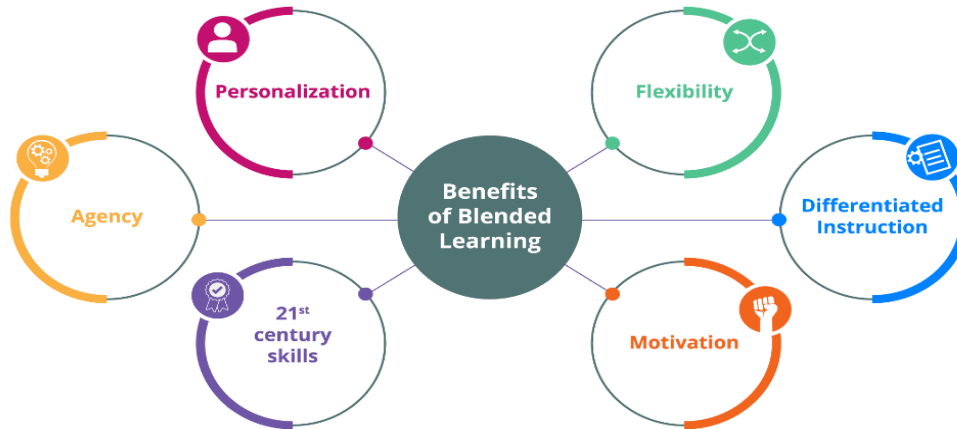 Personalization
Flexibility
Agency
Benefits
of Blended
Learning
Differentiated
Instruction
21st
century
skills
Motivation